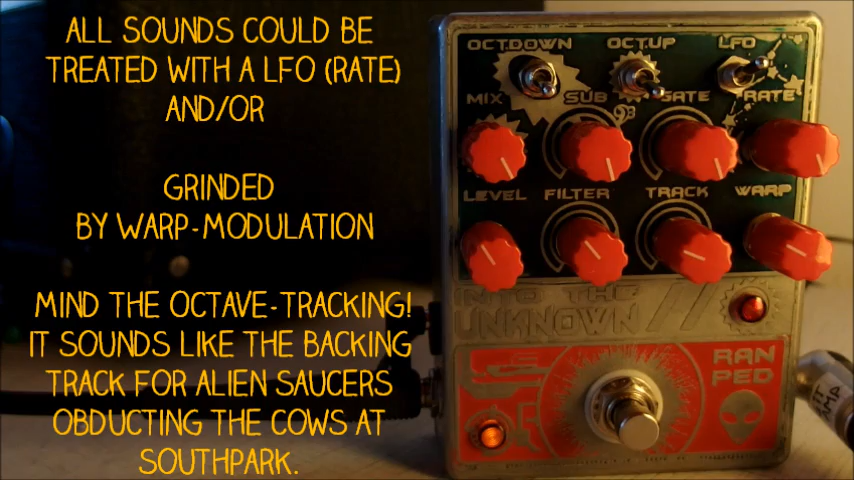 ALL SOUNDS COULD BE
TREATED WITH A LFO (RATE)
AND/OR
GRINDED
BY WARP-MODULATION
MIND THE OCTAVE-TRACKING!
IT SOUNDS LIKE THE BACKING
TRACK FOR ALIEN SAUCERS
OBDUCTING THE COWS AT
SOUTHPARK.
OCTDOWN OCTUP LFO
MIX SUB GATE RATE
LEVEL FILTER TRACK WARP
INTO THE
UNKNOWN //
RAN
PED
AMP